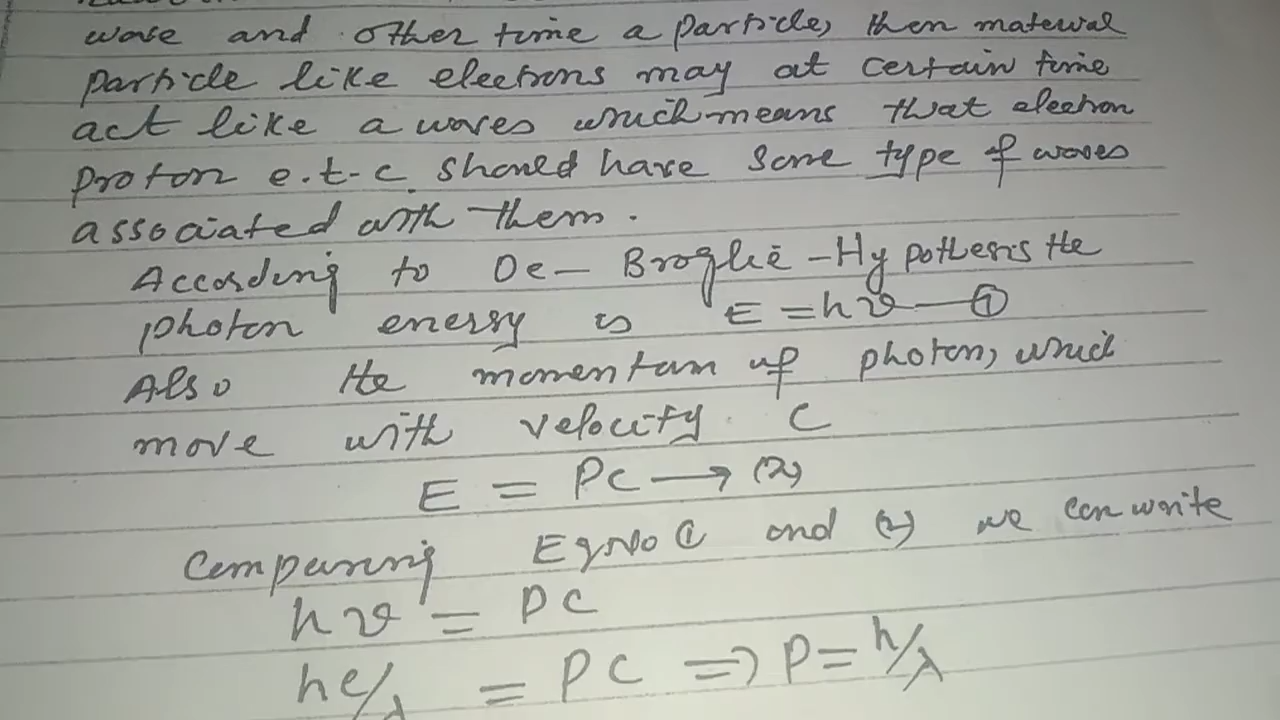 wave and other time a particle, then material
particle like electrons may at certain time
act like a waves which means that electron
proton e.t.c. should have some type of waves
associated with them.
According to De-Broglie-Hypothesis the
photon energy is E = hν — ①
Also the momentum of photon, which
move with velocity C
E = PC → (2)
Comparing Eq No ① and (2) we can write
hν = PC
hc/λ = PC ⇒ P = h/λ